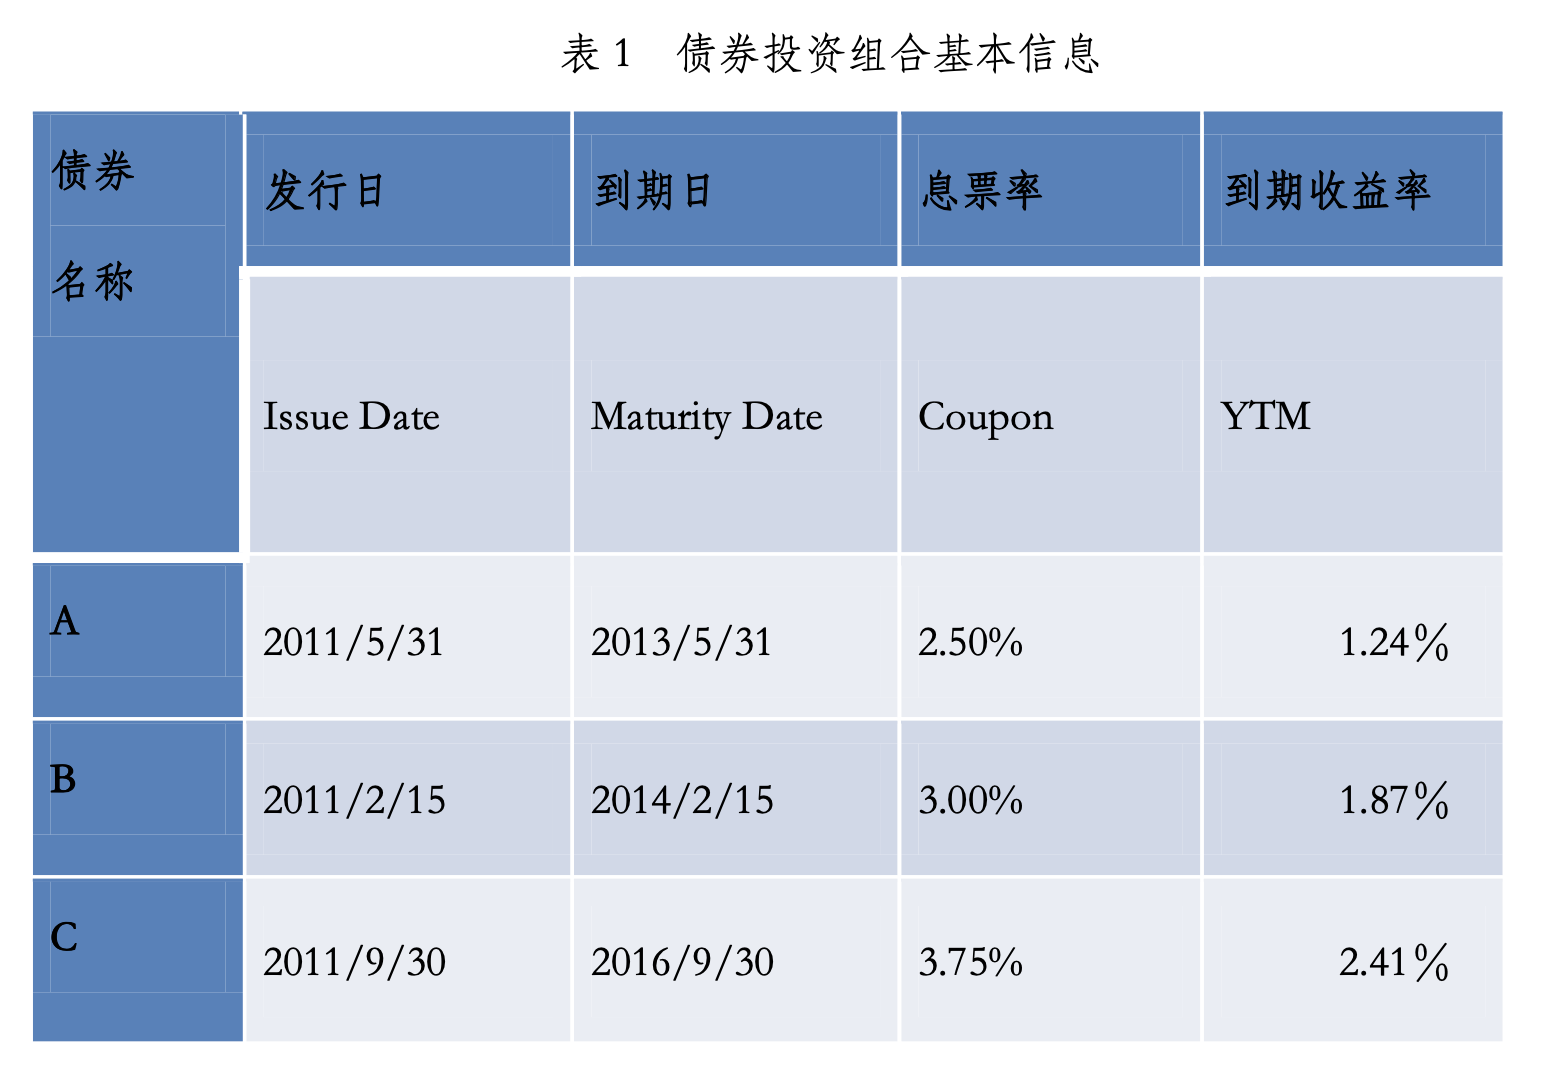 表 1 债券投资组合基本信息
债券
名称
发行日
到期日
息票率
到期收益率
Issue Date
Maturity Date
Coupon
YTM
A
2011/5/31
2013/5/31
2.50%
1.24%
B
2011/2/15
2014/2/15
3.00%
1.87%
C
2011/9/30
2016/9/30
3.75%
2.41%